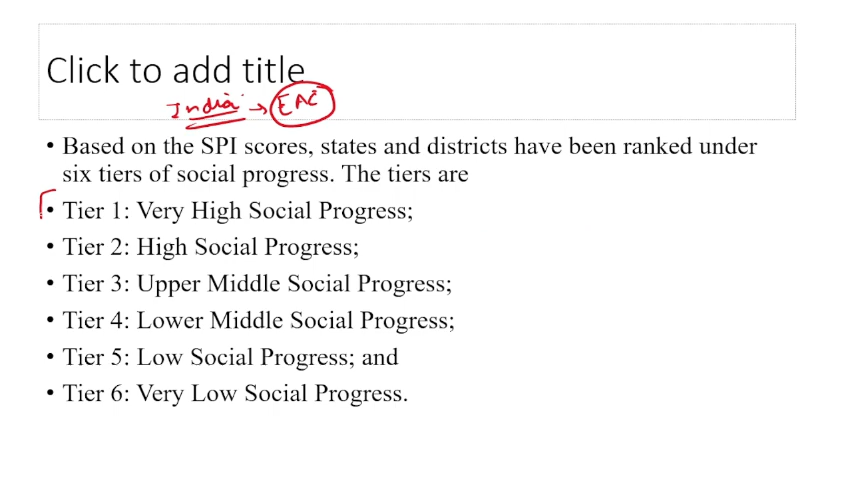 Click to add title
India → EAC
• Based on the SPI scores, states and districts have been ranked under
six tiers of social progress. The tiers are
• Tier 1: Very High Social Progress;
• Tier 2: High Social Progress;
• Tier 3: Upper Middle Social Progress;
• Tier 4: Lower Middle Social Progress;
• Tier 5: Low Social Progress; and
• Tier 6: Very Low Social Progress.